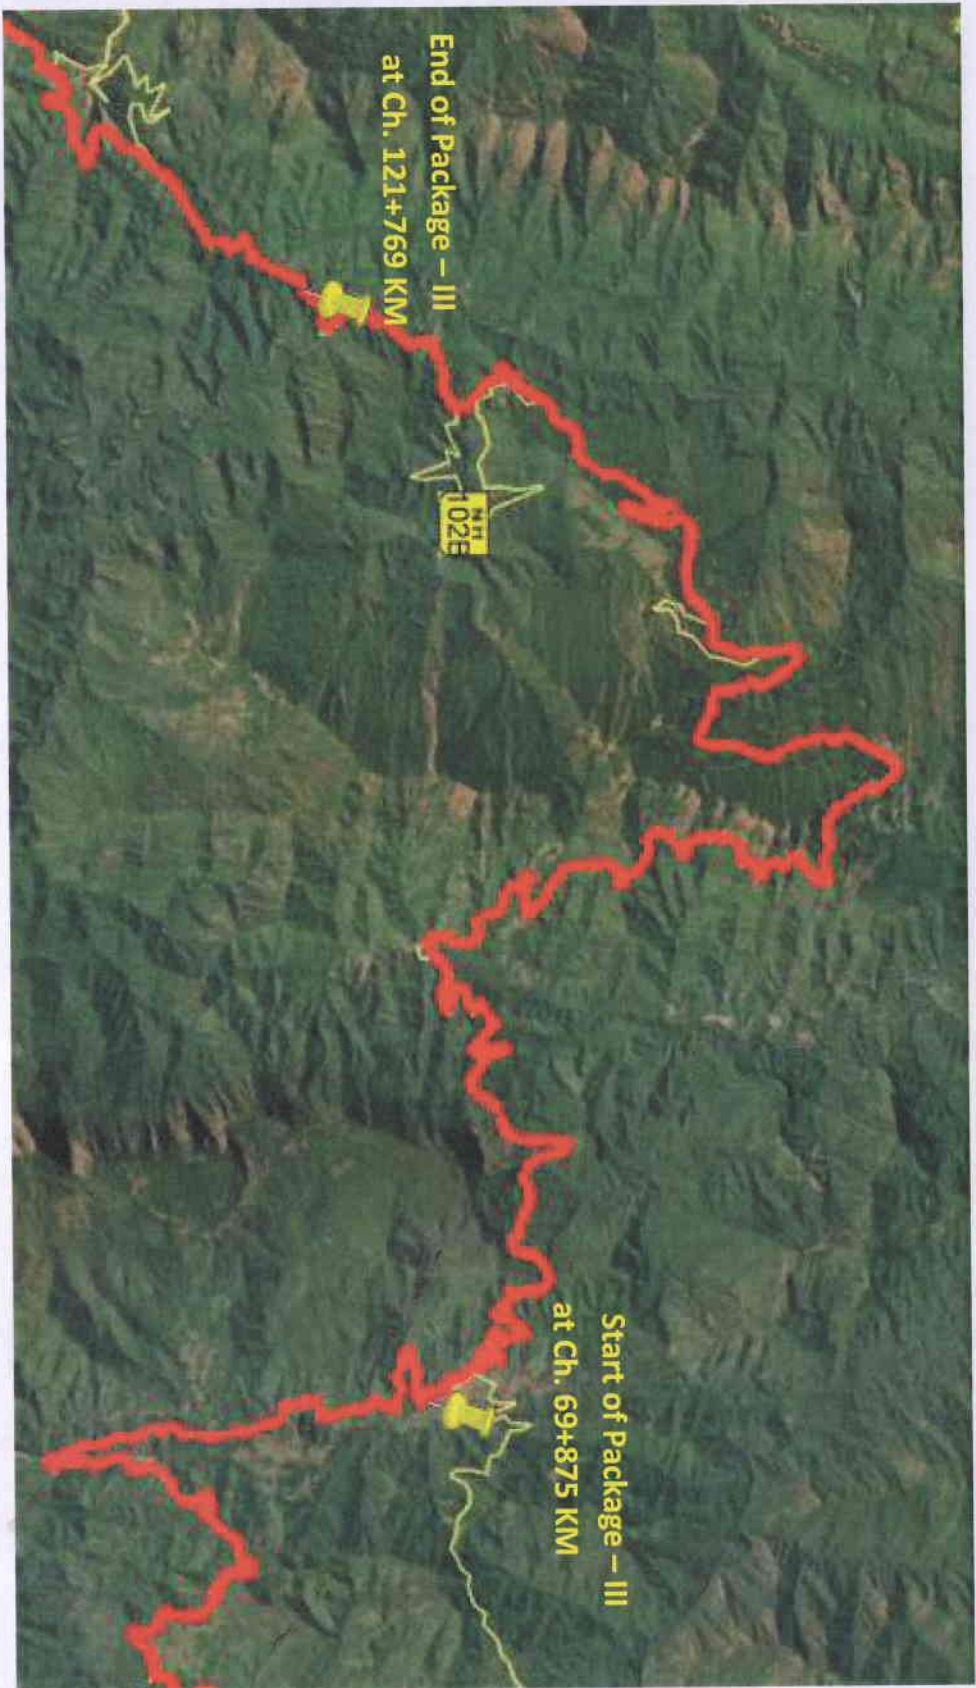 End of Package – III
at Ch. 121+769 KM
NH
102B
Start of Package – III
at Ch. 69+875 KM